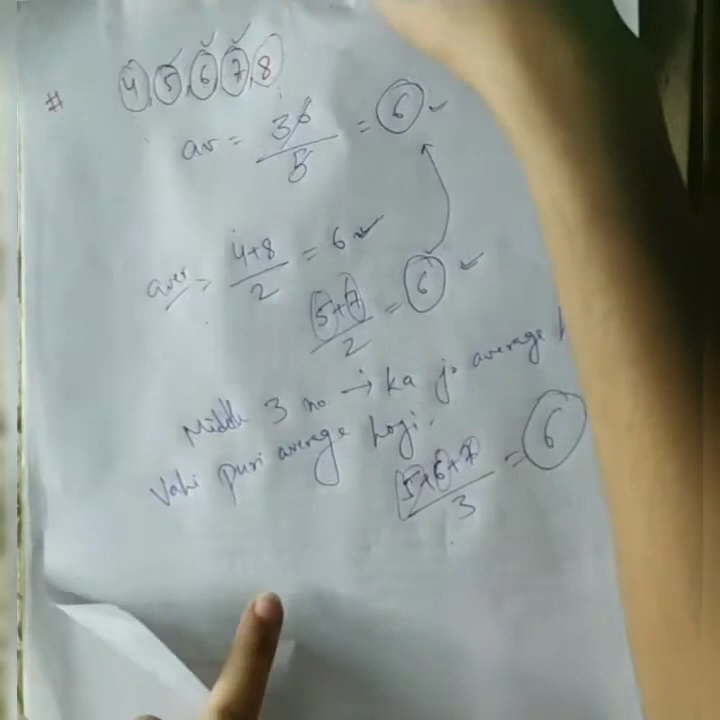 # 4, 5, 6, 7, 8
av = 30/5 = 6
aver = 4+8/2 = 6
5+7/2 = 6
Middle 3 no → ka jo average
Vahi puri average hogi.
5+6+7/3 = 6